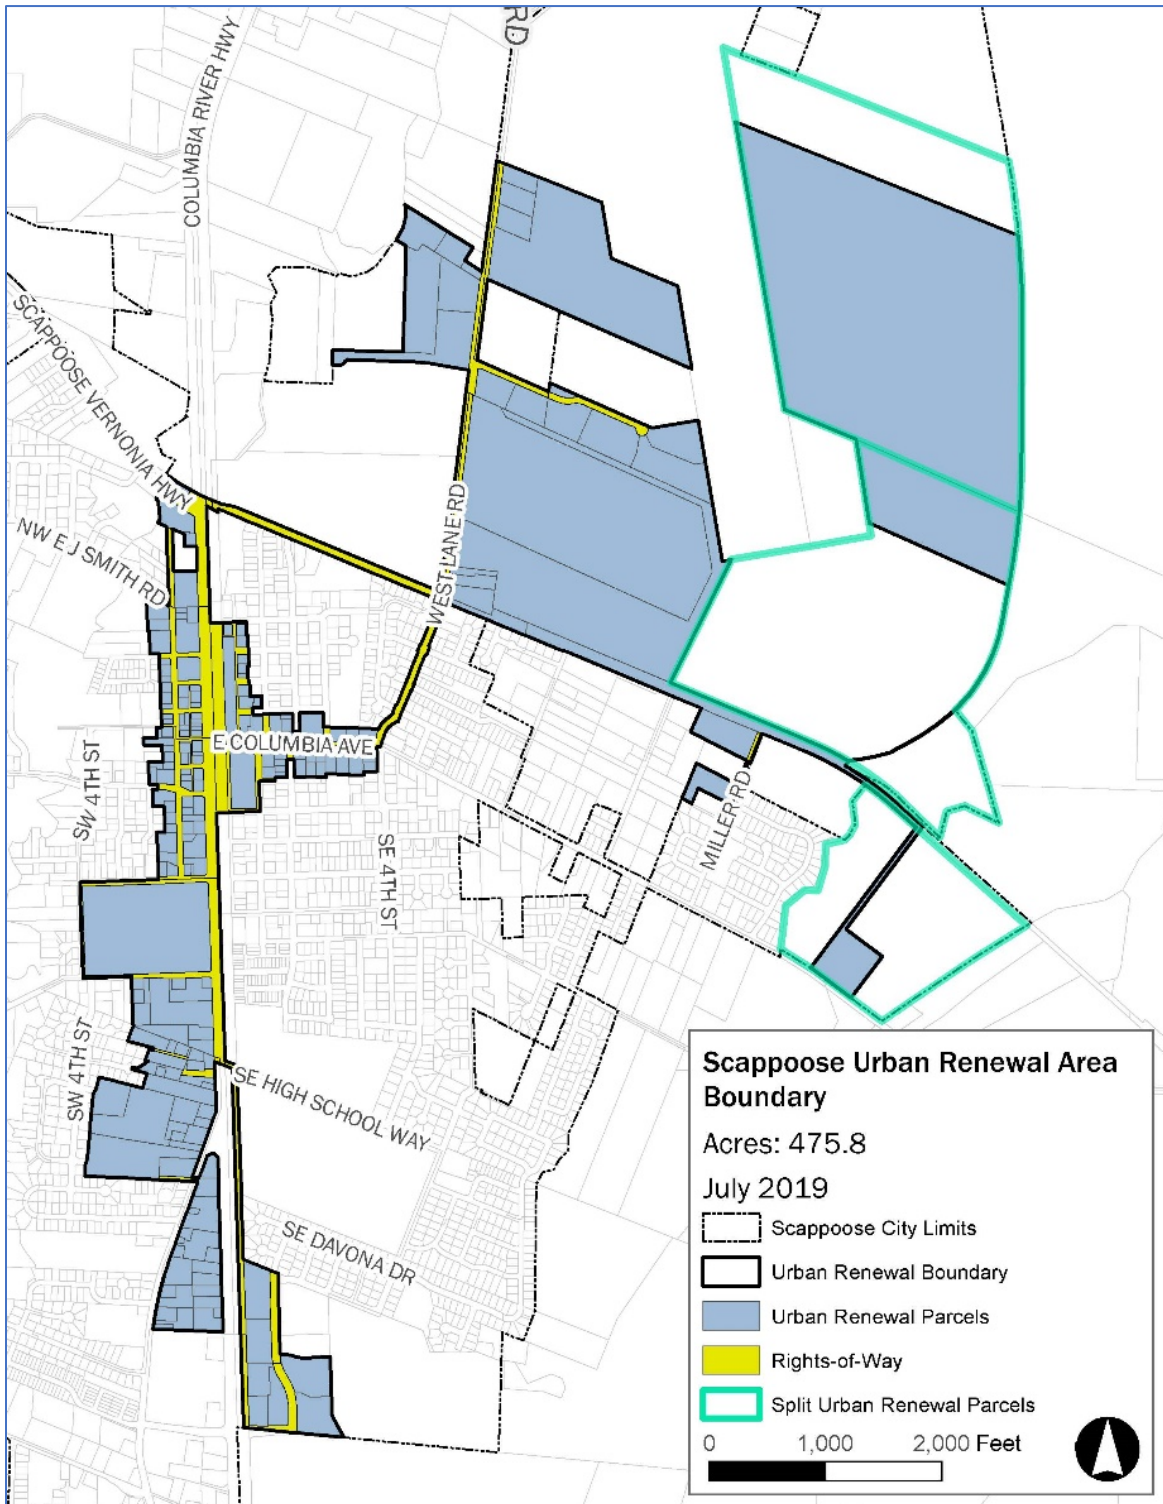 RD
COLUMBIA RIVER HWY
SCAPPOOSE VERNONIA HWY
NW EJ SMITH RD
WEST LANE RD
E COLUMBIA AVE
SW 4TH ST
SE 4TH ST
MILLER RD
SW 4TH ST
SE HIGH SCHOOL WAY
SE DAVONA DR
Scappoose Urban Renewal Area
Boundary
Acres: 475.8
July 2019
Scappoose City Limits
Urban Renewal Boundary
Urban Renewal Parcels
Rights-of-Way
Split Urban Renewal Parcels
0 1,000 2,000 Feet